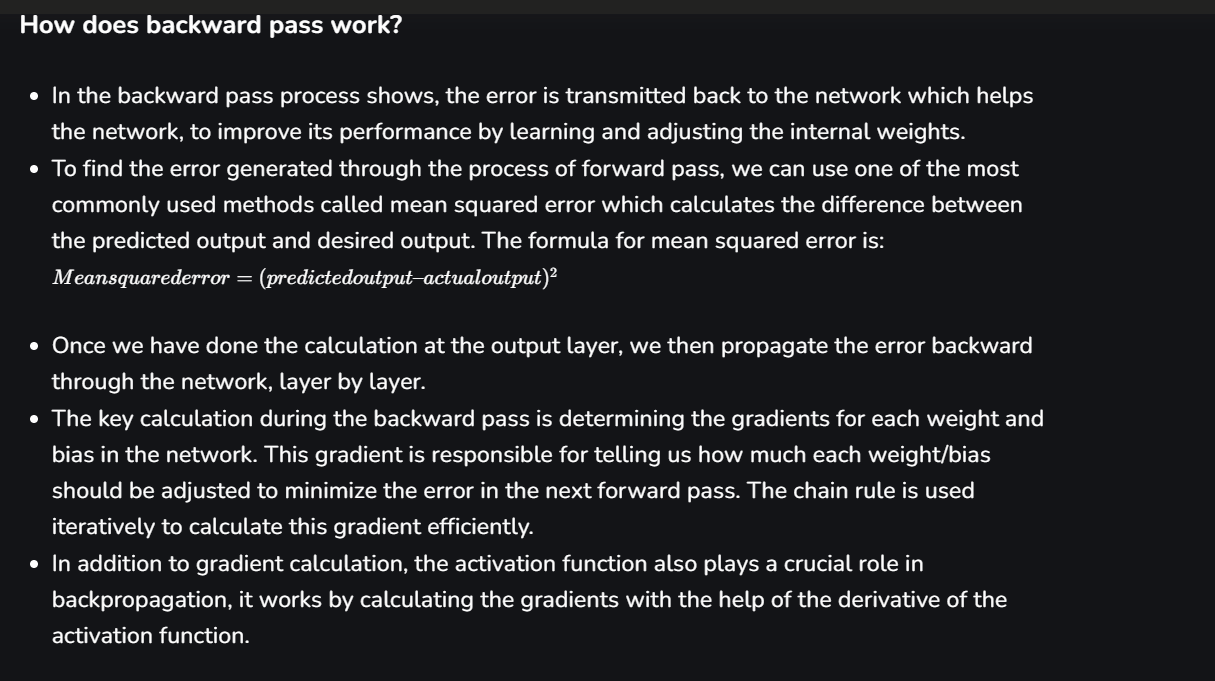 How does backward pass work?
• In the backward pass process shows, the error is transmitted back to the network which helps
the network, to improve its performance by learning and adjusting the internal weights.
• To find the error generated through the process of forward pass, we can use one of the most
commonly used methods called mean squared error which calculates the difference between
the predicted output and desired output. The formula for mean squared error is:
Meansquarederror = (predictedoutput–actualoutput)²
• Once we have done the calculation at the output layer, we then propagate the error backward
through the network, layer by layer.
• The key calculation during the backward pass is determining the gradients for each weight and
bias in the network. This gradient is responsible for telling us how much each weight/bias
should be adjusted to minimize the error in the next forward pass. The chain rule is used
iteratively to calculate this gradient efficiently.
• In addition to gradient calculation, the activation function also plays a crucial role in
backpropagation, it works by calculating the gradients with the help of the derivative of the
activation function.